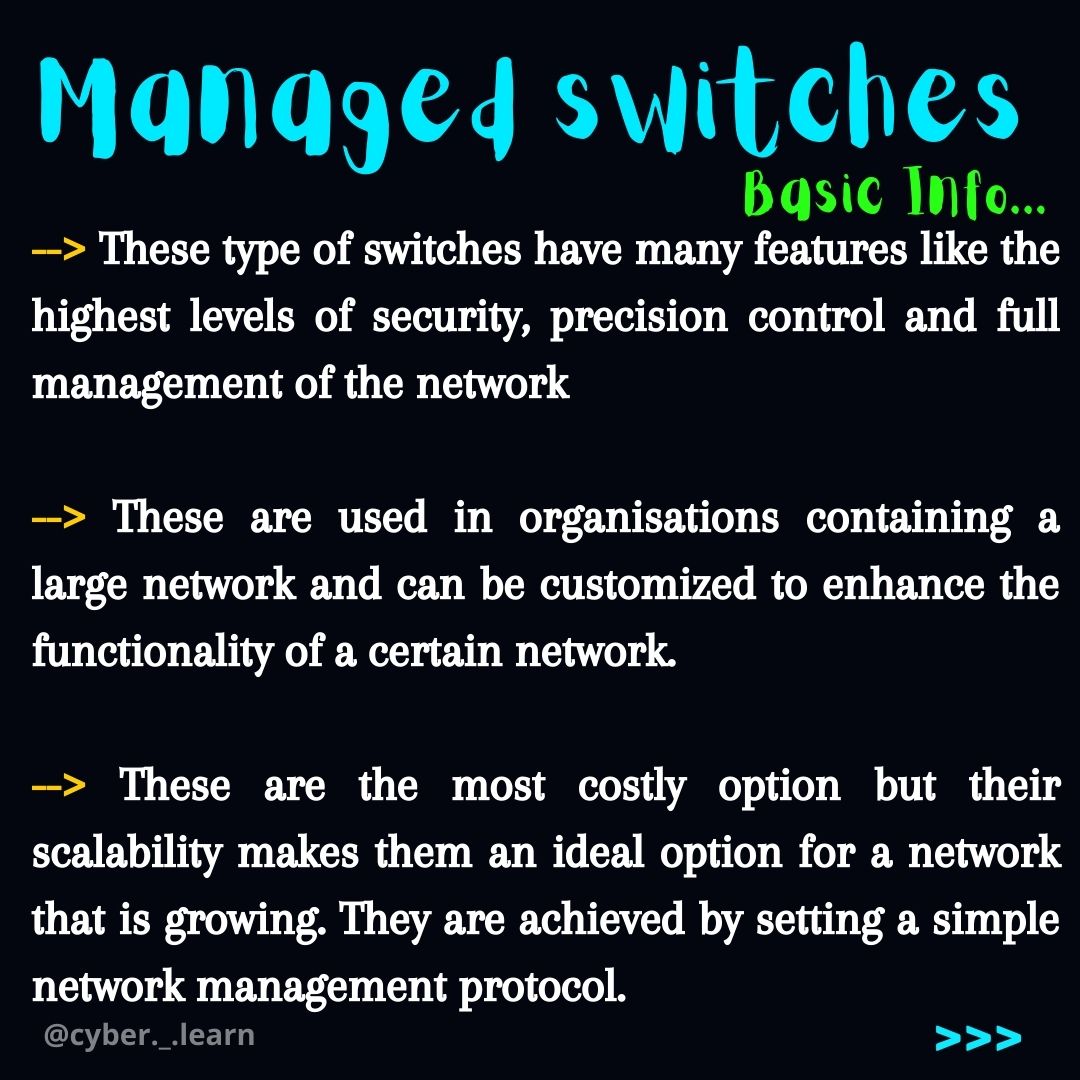 Managed switches
Basic Info...
--> These type of switches have many features like the
highest levels of security, precision control and full
management of the network
--> These are used in organisations containing a
large network and can be customized to enhance the
functionality of a certain network.
--> These are the most costly option but their
scalability makes them an ideal option for a network
that is growing. They are achieved by setting a simple
network management protocol.
@cyber._.learn
>>>